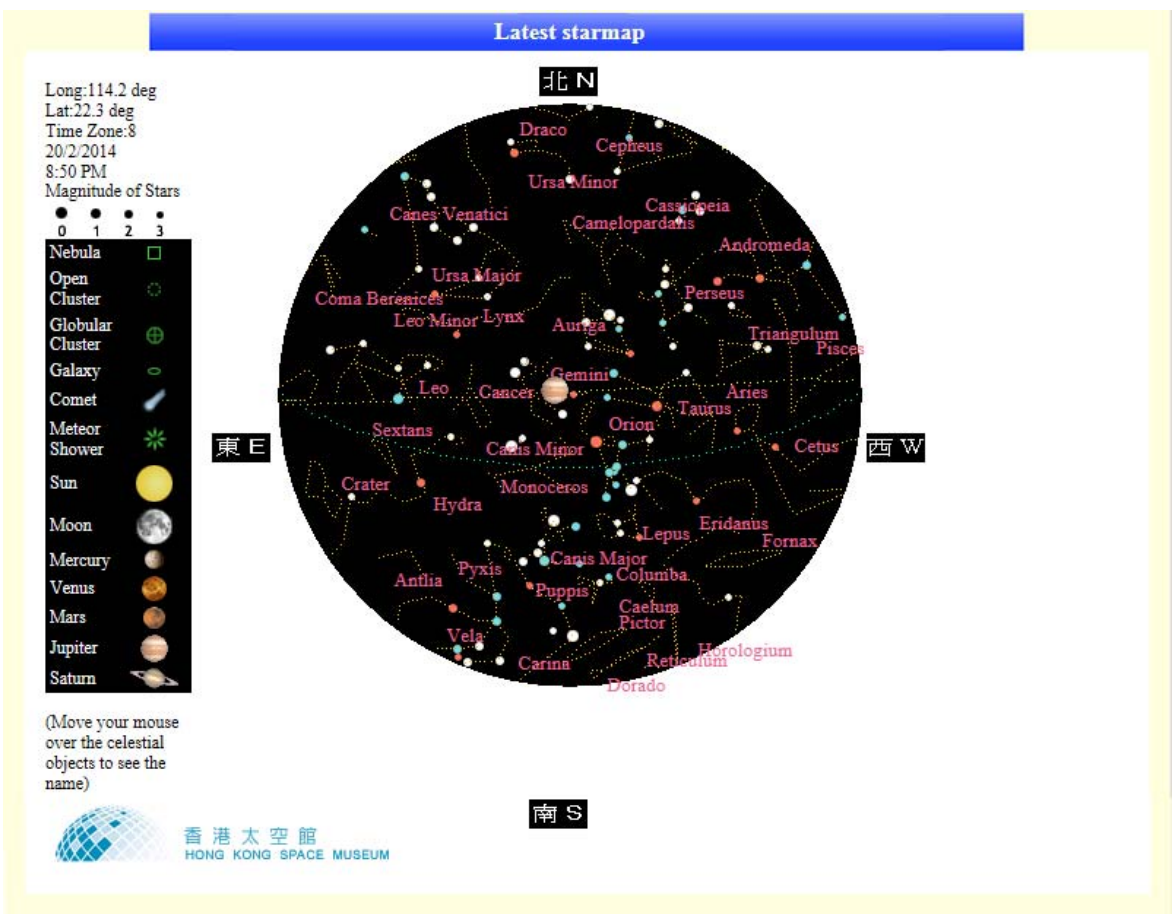 Latest starmap
Long:114.2 deg
Lat:22.3 deg
Time Zone:8
20/2/2014
8:50 PM
Magnitude of Stars
0 1 2 3
Nebula
Open
Cluster
Globular
Cluster
Galaxy
Comet
Meteor
Shower
Sun
Moon
Mercury
Venus
Mars
Jupiter
Saturn
(Move your mouse
over the celestial
objects to see the
name)
北 N
Draco
Cepheus
Ursa Minor
Cassiopeia
Canes Venatici
Camelopardalis
Andromeda
Ursa Major
Perseus
Coma Berenices
Leo Minor
Lynx
Auriga
Triangulum
Pisces
Gemini
Leo
Cancer
Aries
Taurus
Orion
Sextans
東 E
Canis Minor
Cetus
西 W
Crater
Monoceros
Hydra
Eridanus
Lepus
Fornax
Canis Major
Pyxis
Columba
Antlia
Puppis
Caelum
Pictor
Vela
Horologium
Carina
Reticulum
Dorado
南 S
香港太空館
HONG KONG SPACE MUSEUM